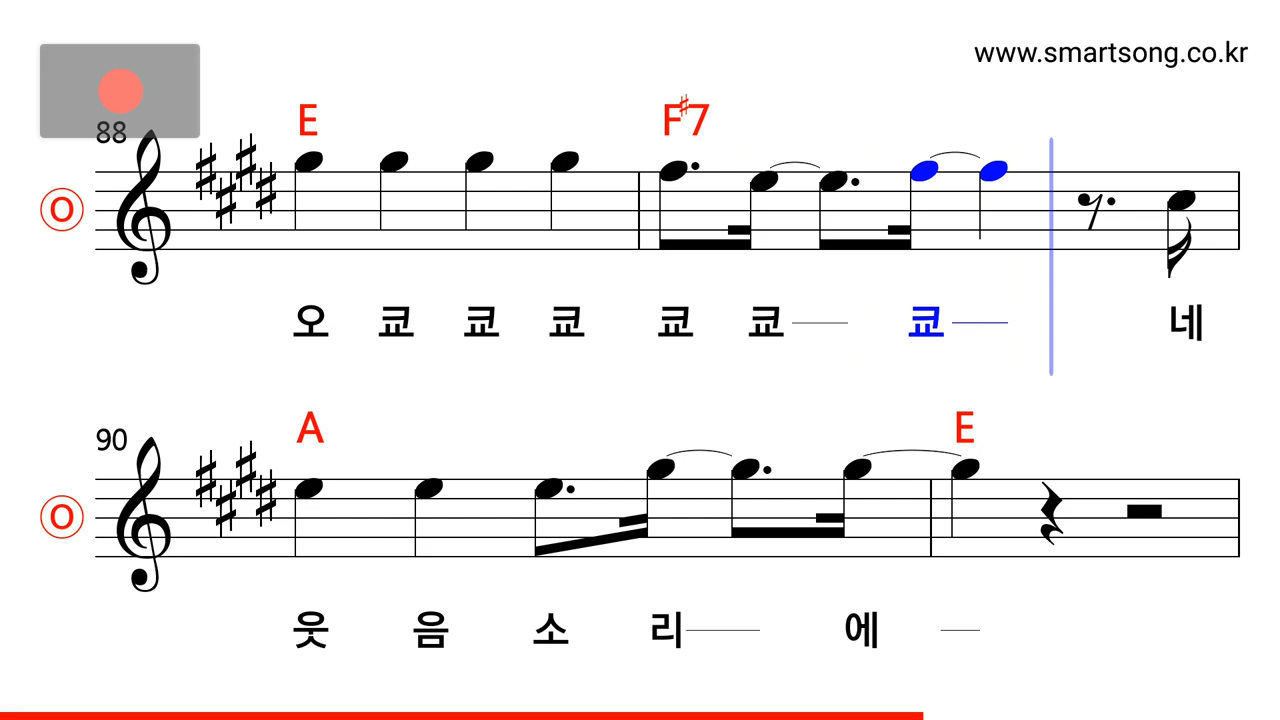 www.smartsong.co.kr
88
E F♯7
O
오 쿄 쿄 쿄 쿄 쿄 쿄 네
90
A E
O
웃 음 소 리 에